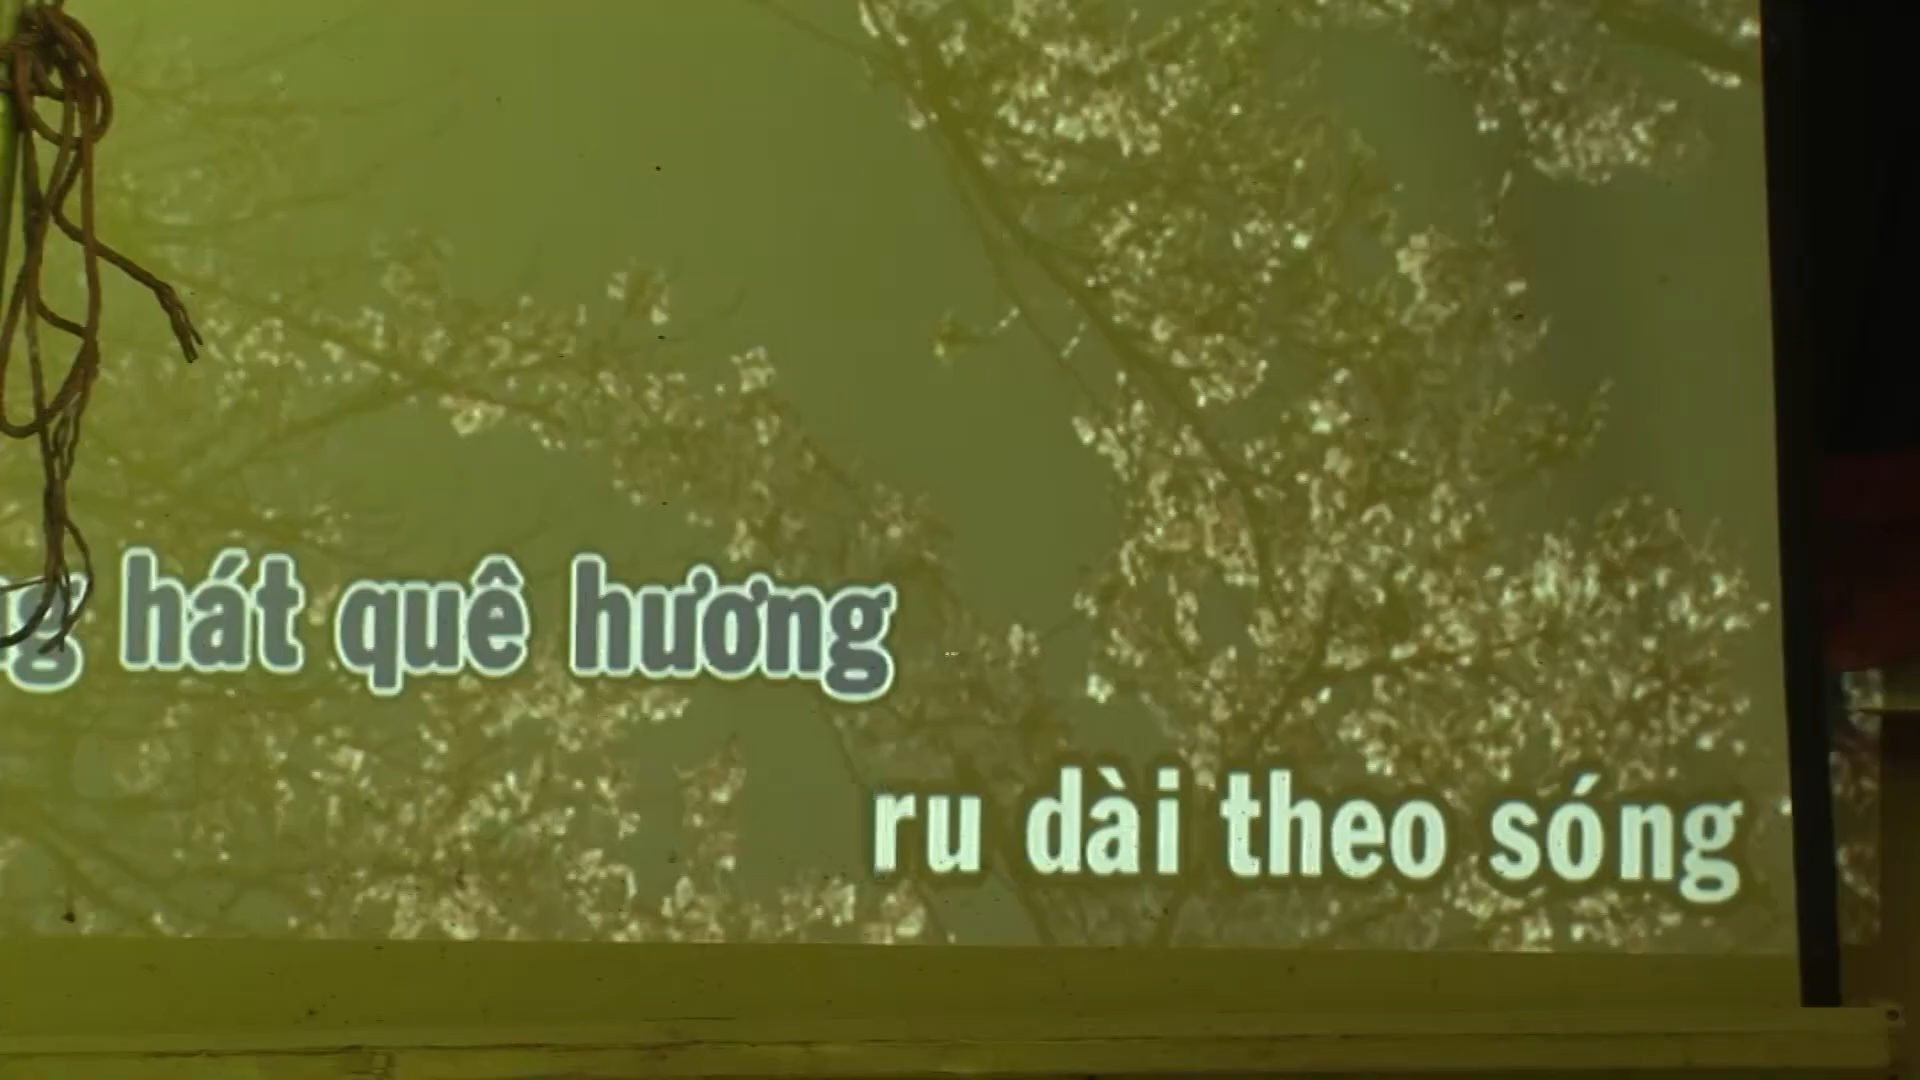 hát quê hương
ru dài theo sóng